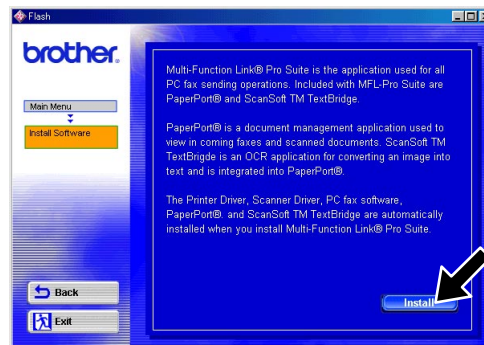 Flash
brother.
Main Menu
Install Software
Multi-Function Link® Pro Suite is the application used for all
PC fax sending operations. Included with MFL-Pro Suite are
PaperPort® and ScanSoft TM TextBridge.
PaperPort® is a document management application used to
view in coming faxes and scanned documents. ScanSoft TM
TextBrigde is an OCR application for converting an image into
text and is integrated into PaperPort®.
The Printer Driver, Scanner Driver, PC fax software,
PaperPort®. and ScanSoft TM TextBridge are automatically
installed when you install Multi-Function Link® Pro Suite.
Install
Back
Exit